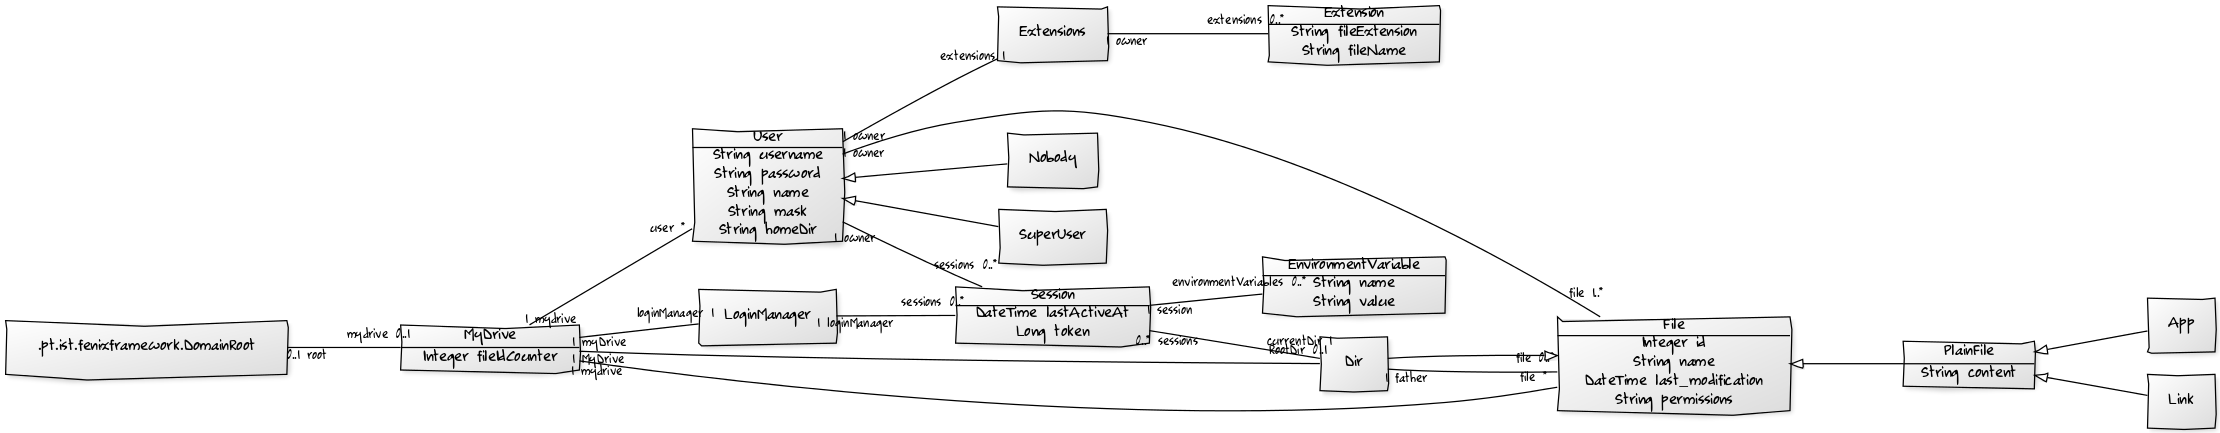 Extensions
extensions 1
1 owner
extensions 0..*
Extension
String fileExtension
String fileName
User
String username
String password
String name
String mask
String homeDir
1 owner
1 owner
1 owner
Nobody
SuperUser
user *
1 mydrive
sessions 0..*
.pt.ist.fenixframework.DomainRoot
0..1 root
mydrive 0..1
MyDrive
Integer fileIdCounter
loginManager 1
1 myDrive
1 MyDrive
1 mydrive
LoginManager
1 loginManager
sessions 0..*
Session
DateTime lastActiveAt
Long token
environmentVariables 0..*
1 session
0..* sessions
EnvironmentVariable
String name
String value
currentDir 1
rootDir 0..1
Dir
1 father
file 0..*
file *
file 1..*
File
Integer id
String name
DateTime last_modification
String permissions
PlainFile
String content
App
Link